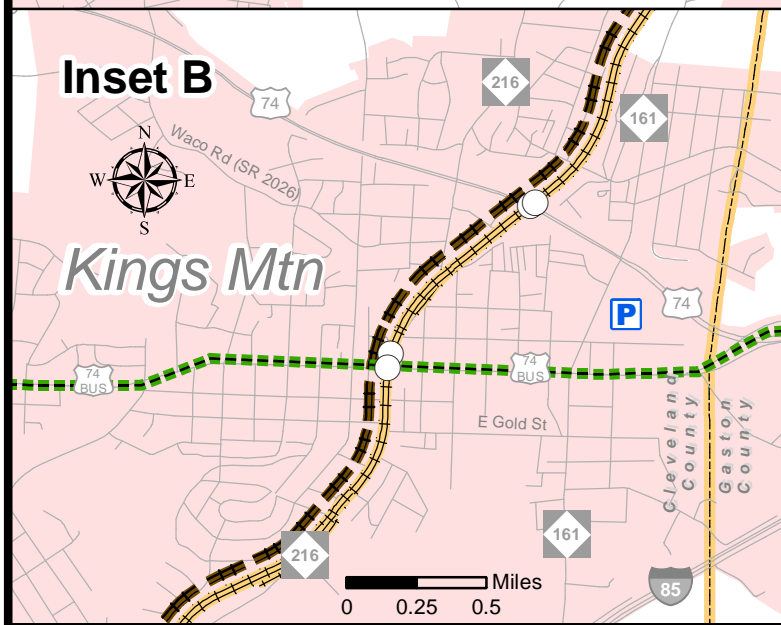 Inset B
216
74
161
N
Waco Rd (SR 2026)
W
E
S
Kings Mtn
74
P
74
BUS
74
BUS
E Gold St
Cleveland
County
Gaston
County
161
216
Miles
85
0
0.25
0.5